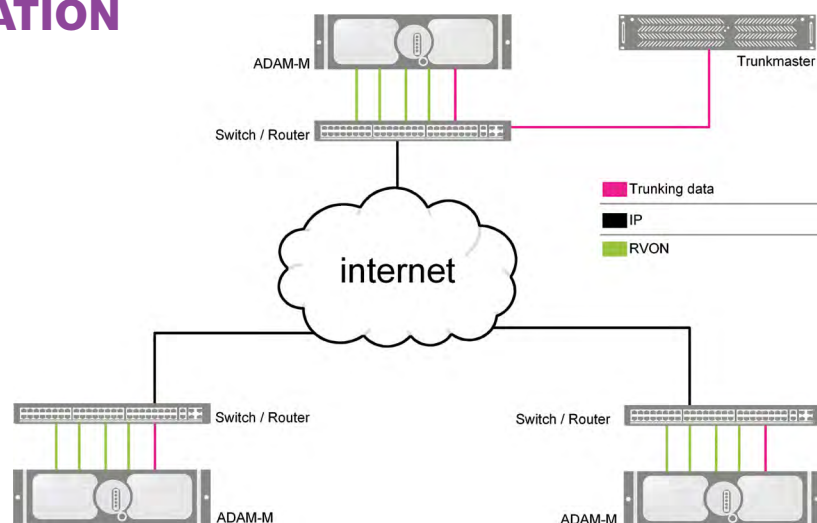 ATION
ADAM-M
Trunkmaster
Switch / Router
Trunking data
IP
RVON
internet
Switch / Router
Switch / Router
ADAM-M
ADAM-M